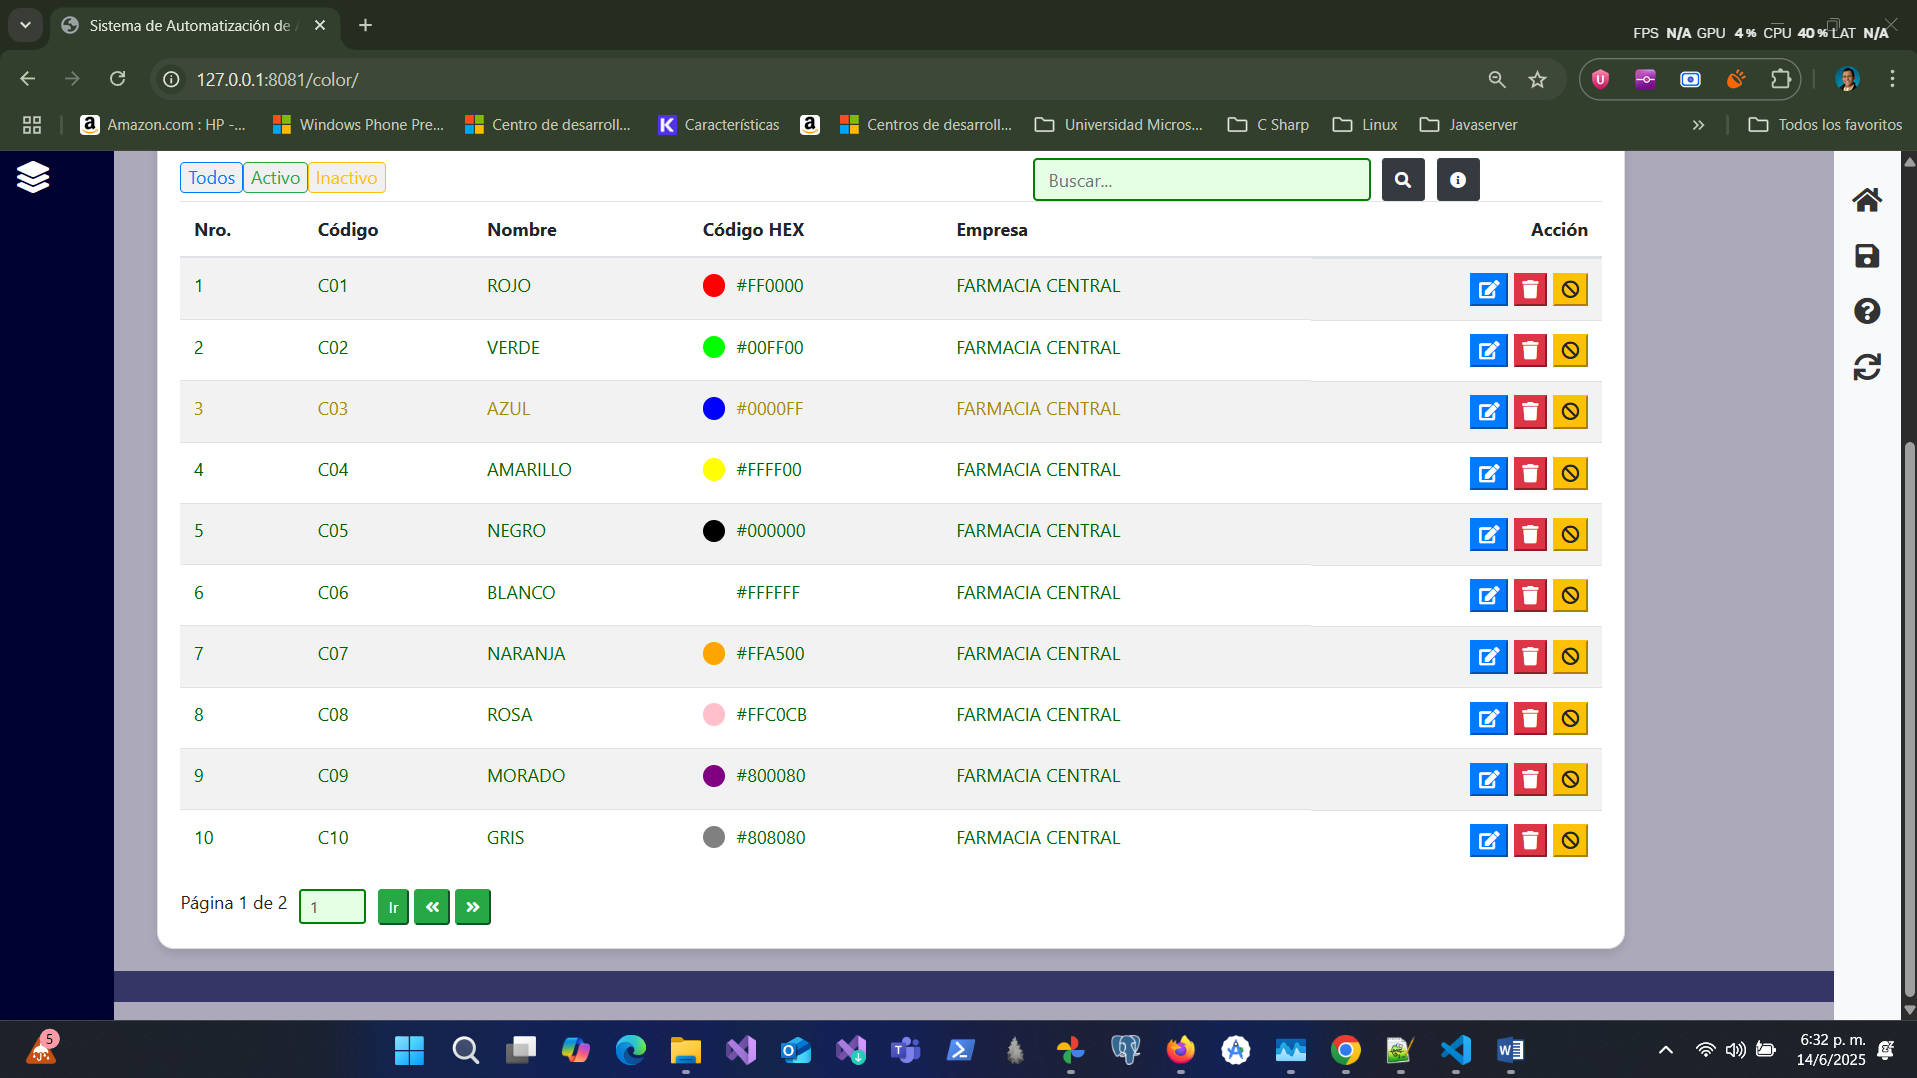 Sistema de Automatización de A
FPS N/A GPU 4% CPU 40% LAT N/A
127.0.0.1:8081/color/
Amazon.com : HP -...
Windows Phone Pre...
Centro de desarroll...
Características
Centros de desarroll...
Universidad Micros...
C Sharp
Linux
Javaserver
Todos los favoritos
Todos Activo Inactivo
Buscar...
Nro. Código Nombre Código HEX Empresa Acción
1 C01 ROJO #FF0000 FARMACIA CENTRAL
2 C02 VERDE #00FF00 FARMACIA CENTRAL
3 C03 AZUL #0000FF FARMACIA CENTRAL
4 C04 AMARILLO #FFFF00 FARMACIA CENTRAL
5 C05 NEGRO #000000 FARMACIA CENTRAL
6 C06 BLANCO #FFFFFF FARMACIA CENTRAL
7 C07 NARANJA #FFA500 FARMACIA CENTRAL
8 C08 ROSA #FFC0CB FARMACIA CENTRAL
9 C09 MORADO #800080 FARMACIA CENTRAL
10 C10 GRIS #808080 FARMACIA CENTRAL
Página 1 de 2 1 Ir
5
6:32 p. m.
14/6/2025